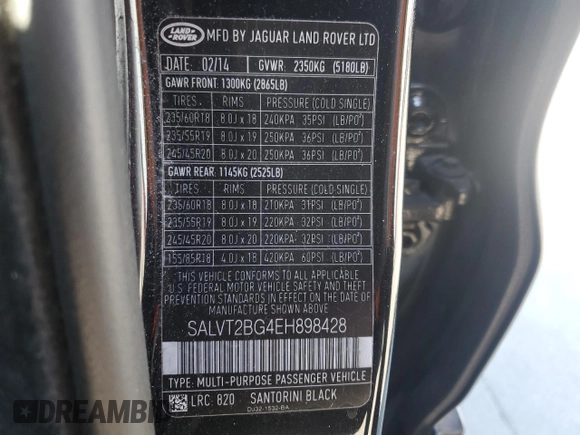 LAND ROVER MFD BY JAGUAR LAND ROVER LTD
DATE: 02/14 GVWR: 2350KG (5180LB)
GAWR FRONT: 1300KG (2865LB)
TIRES RIMS PRESSURE (COLD SINGLE)
235/60R18 8.0J x 18 240KPA 35PSI (LB/PO²)
235/55R19 8.0J x 19 250KPA 36PSI (LB/PO²)
245/45R20 8.0J x 20 250KPA 36PSI (LB/PO²)
GAWR REAR: 1145KG (2525LB)
TIRES RIMS PRESSURE (COLD SINGLE)
235/60R18 8.0J x 18 210KPA 31PSI (LB/PO²)
235/55R19 8.0J x 19 220KPA 32PSI (LB/PO²)
245/45R20 8.0J x 20 220KPA 32PSI (LB/PO²)
155/85R18 4.0J x 18 420KPA 60PSI (LB/PO²)
THIS VEHICLE CONFORMS TO ALL APPLICABLE
U.S FEDERAL MOTOR VEHICLE SAFETY
STANDARDS IN EFFECT ON THE DATE OF
MANUFACTURE SHOWN ABOVE
SALVT2BG4EH898428
TYPE: MULTI-PURPOSE PASSENGER VEHICLE
LRC: 820 SANTORINI BLACK
DREAMBID